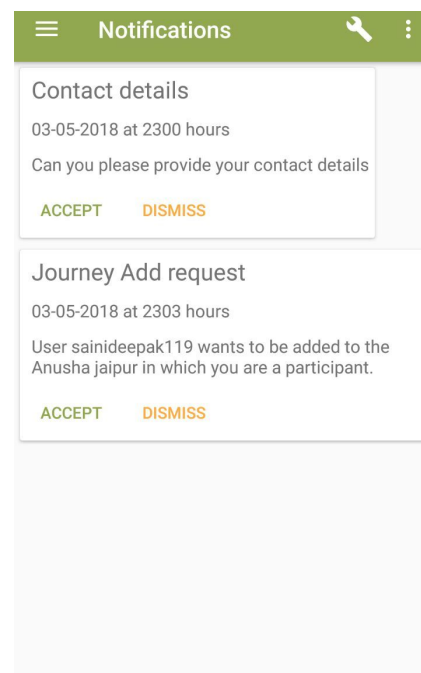 Notifications
Contact details
03-05-2018 at 2300 hours
Can you please provide your contact details
ACCEPT DISMISS
Journey Add request
03-05-2018 at 2303 hours
User sainideepak119 wants to be added to the
Anusha jaipur in which you are a participant.
ACCEPT DISMISS